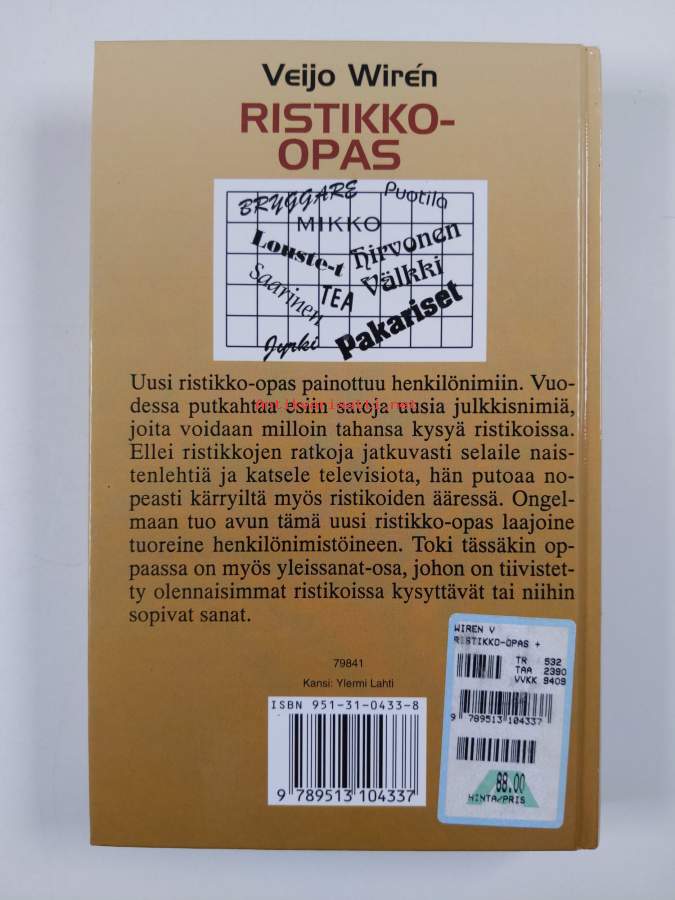 Veijo Wirén
RISTIKKO-
OPAS
BRYGGARE
Puotila
MIKKO
Louste-t
Hirvonen
Saarinen
TEA
Välkki
Jyrki
Pakariset
Uusi ristikko-opas painottuu henkilönimiin. Vuo-
dessa putkahtaa esiin satoja uusia julkkisnimiä,
joita voidaan milloin tahansa kysyä ristikoissa.
Ellei ristikkojen ratkoja jatkuvasti selaile nais-
tenlehtiä ja katsele televisiota, hän putoaa no-
peasti kärryiltä myös ristikoiden ääressä. Ongel-
maan tuo avun tämä uusi ristikko-opas laajoine
tuoreine henkilönimistöineen. Toki tässäkin op-
paassa on myös yleissanat-osa, johon on tiivistet-
ty olennaisimmat ristikoissa kysyttävät tai niihin
sopivat sanat.
79841
Kansi: Ylermi Lahti
ISBN 951-31-0433-8
9 789513 104337
WIREN V
RISTIKKO-OPAS +
TR 532
TAA 2390
VVKK 9409
9 789513 104337
88.00
HINTA/PRIS